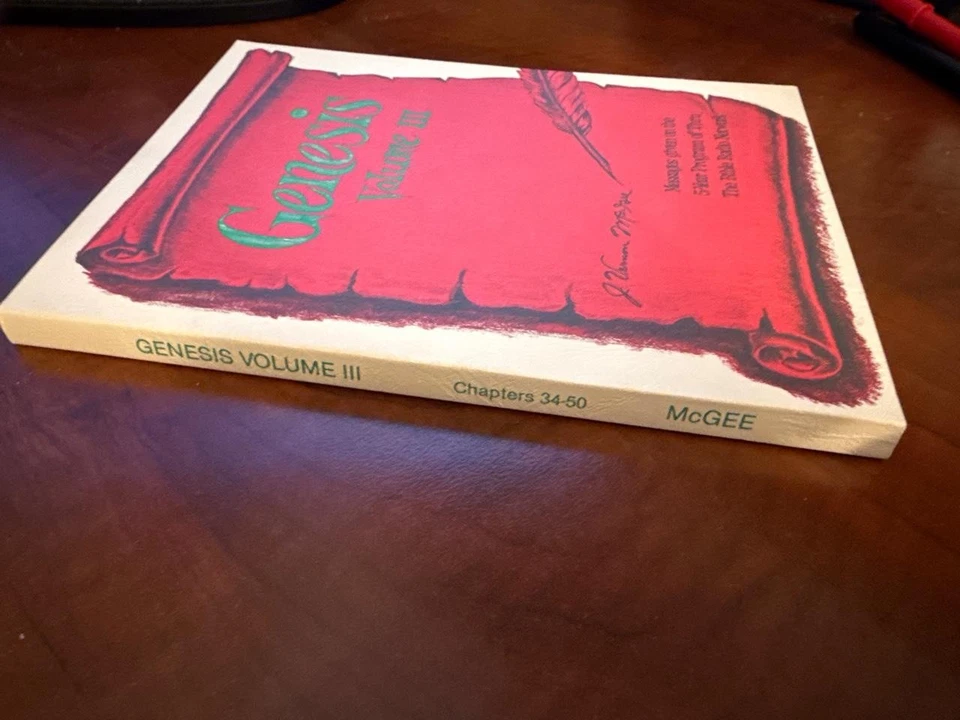 Genesis
Volume III
J. Vernon McGee
Messages given on the
5-Year Program of Thru
The Bible Radio Network
GENESIS VOLUME III
Chapters 34-50
McGEE